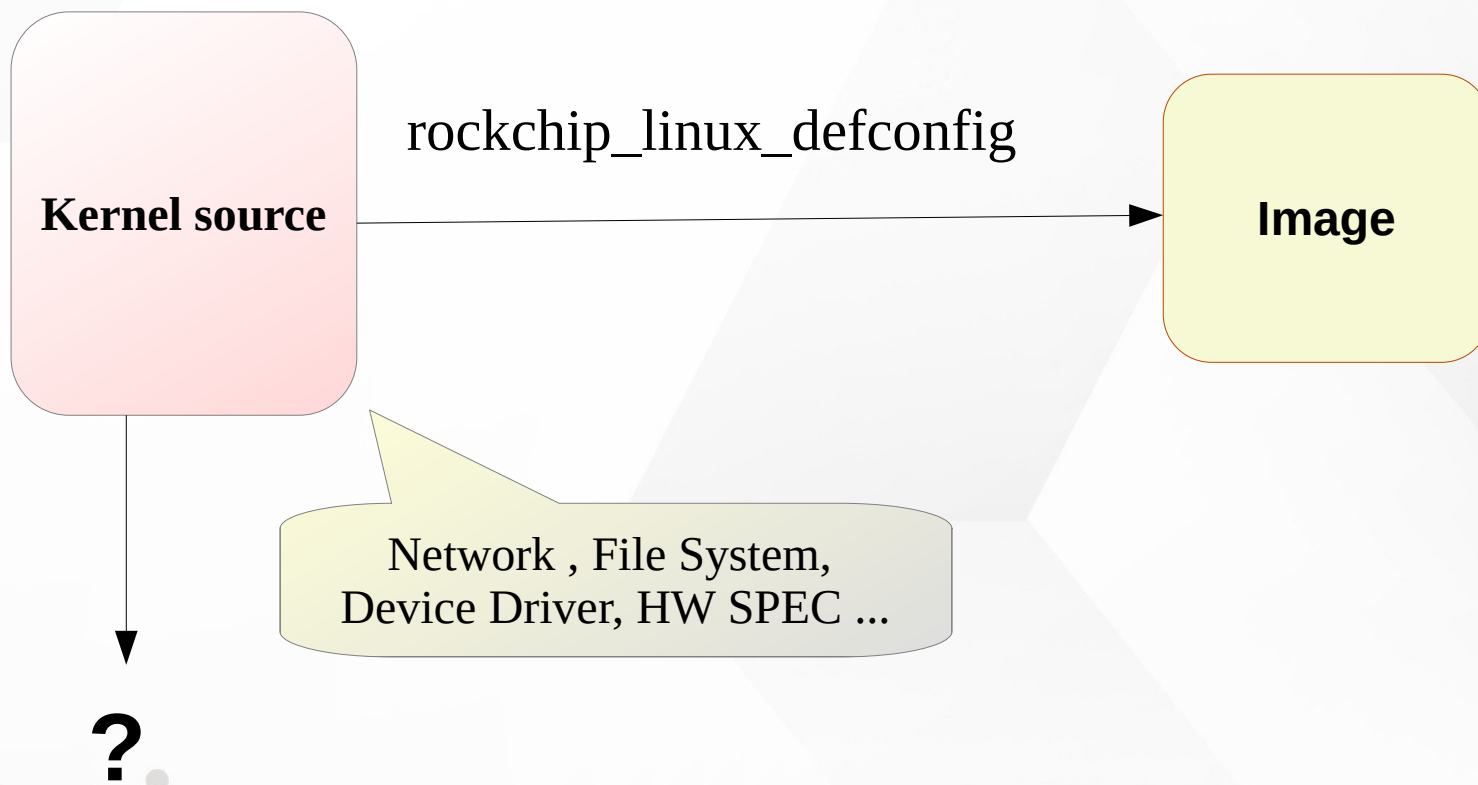 rockchip_linux_defconfig
Kernel source
Image
Network , File System,
Device Driver, HW SPEC ...
?